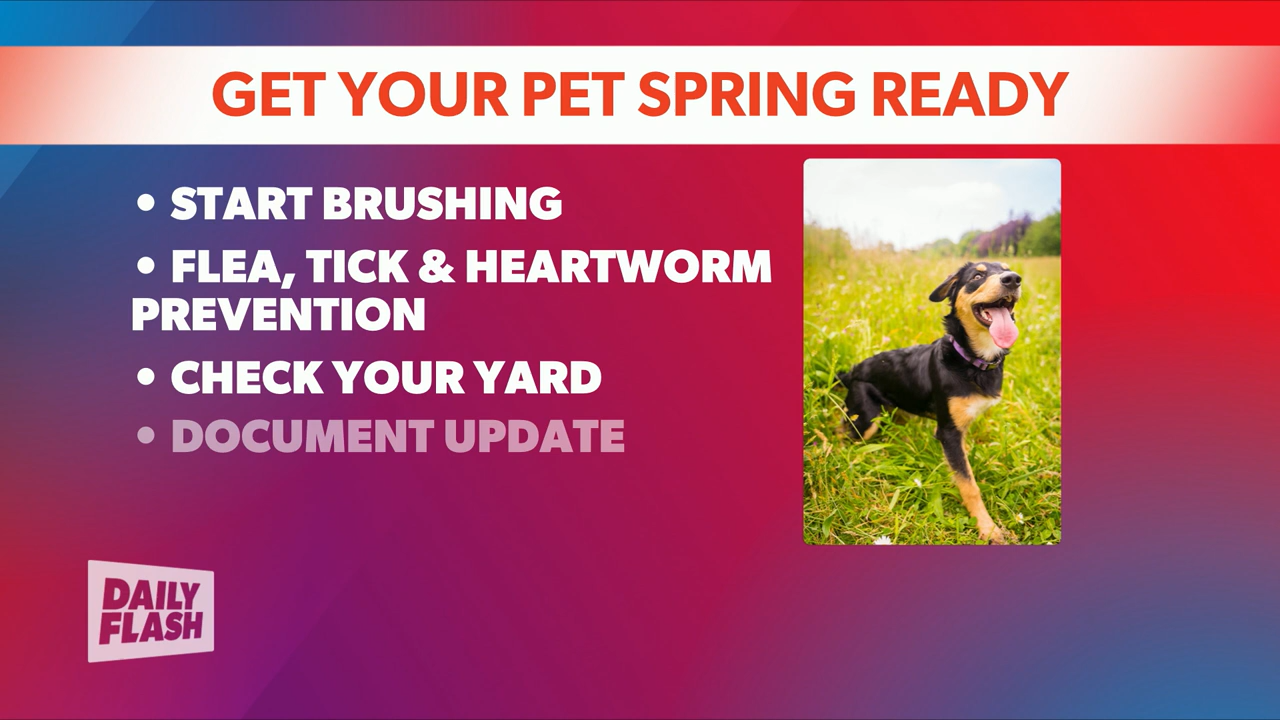 GET YOUR PET SPRING READY
• START BRUSHING
• FLEA, TICK & HEARTWORM
PREVENTION
• CHECK YOUR YARD
• DOCUMENT UPDATE
DAILY
FLASH